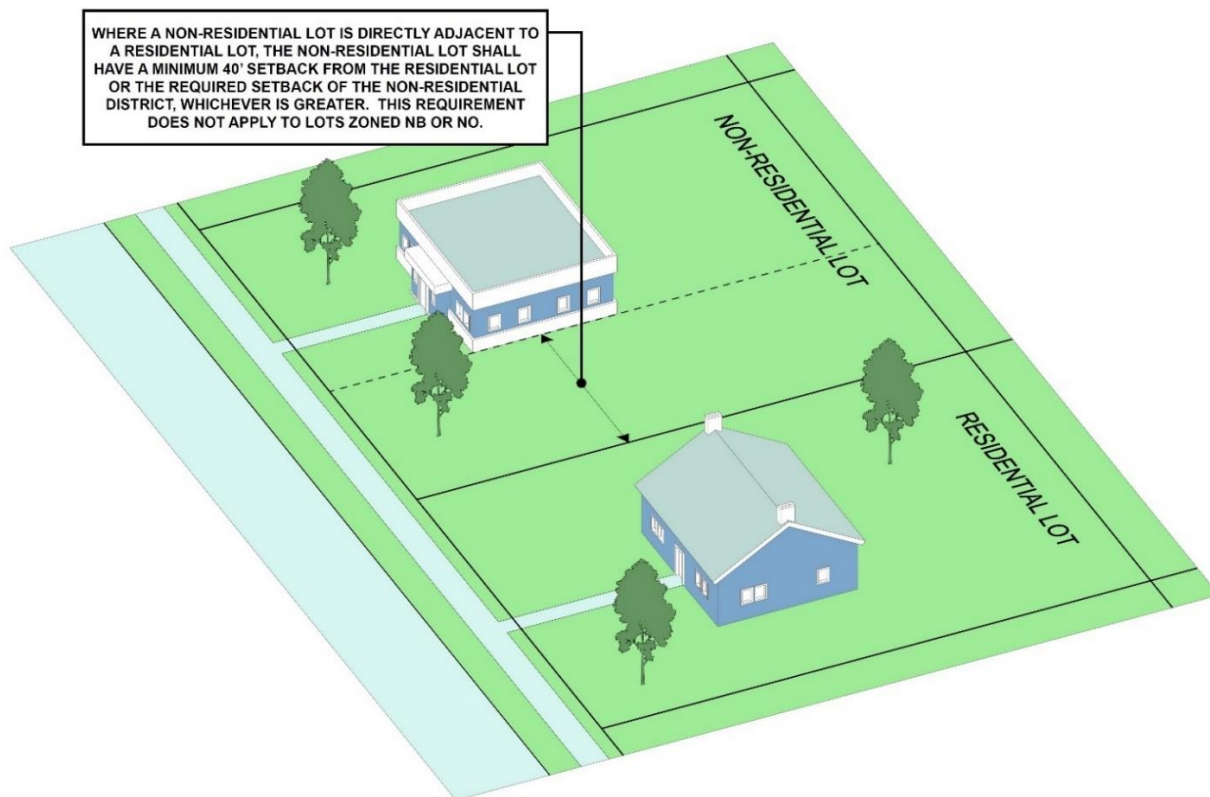 WHERE A NON-RESIDENTIAL LOT IS DIRECTLY ADJACENT TO
A RESIDENTIAL LOT, THE NON-RESIDENTIAL LOT SHALL
HAVE A MINIMUM 40' SETBACK FROM THE RESIDENTIAL LOT
OR THE REQUIRED SETBACK OF THE NON-RESIDENTIAL
DISTRICT, WHICHEVER IS GREATER.  THIS REQUIREMENT
DOES NOT APPLY TO LOTS ZONED NB OR NO.
NON-RESIDENTIAL LOT
RESIDENTIAL LOT